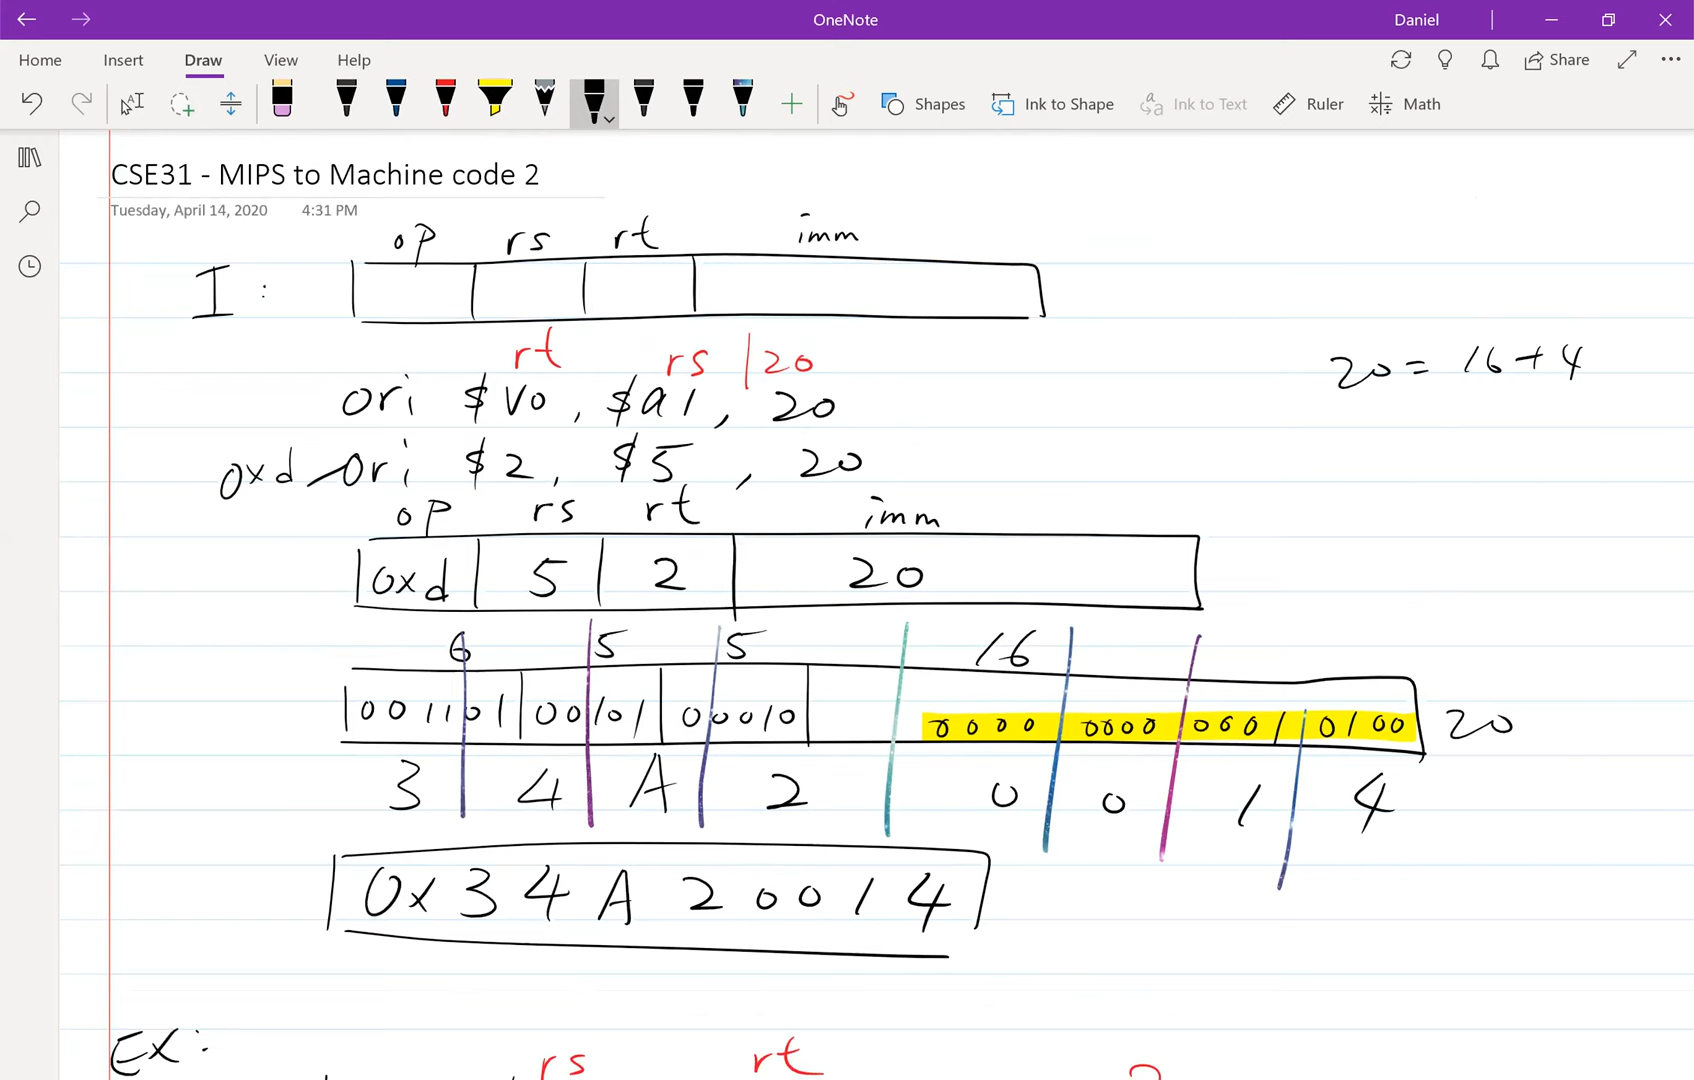 OneNote
Daniel
Home Insert Draw View Help
Share
Shapes Ink to Shape Ink to Text Ruler Math
CSE31 - MIPS to Machine code 2
Tuesday, April 14, 2020 4:31 PM
op rs rt imm
I :
rt rs | 20
20 = 16 + 4
ori $v0, $a1, 20
0xd ori $2, $5, 20
op rs rt imm
0xd 5 2 20
6 5 5 16
001101 00101 00010 0000 0000 0001 0100 20
3 4 A 2 0 0 1 4
0x34A20014
EX:
rs rt